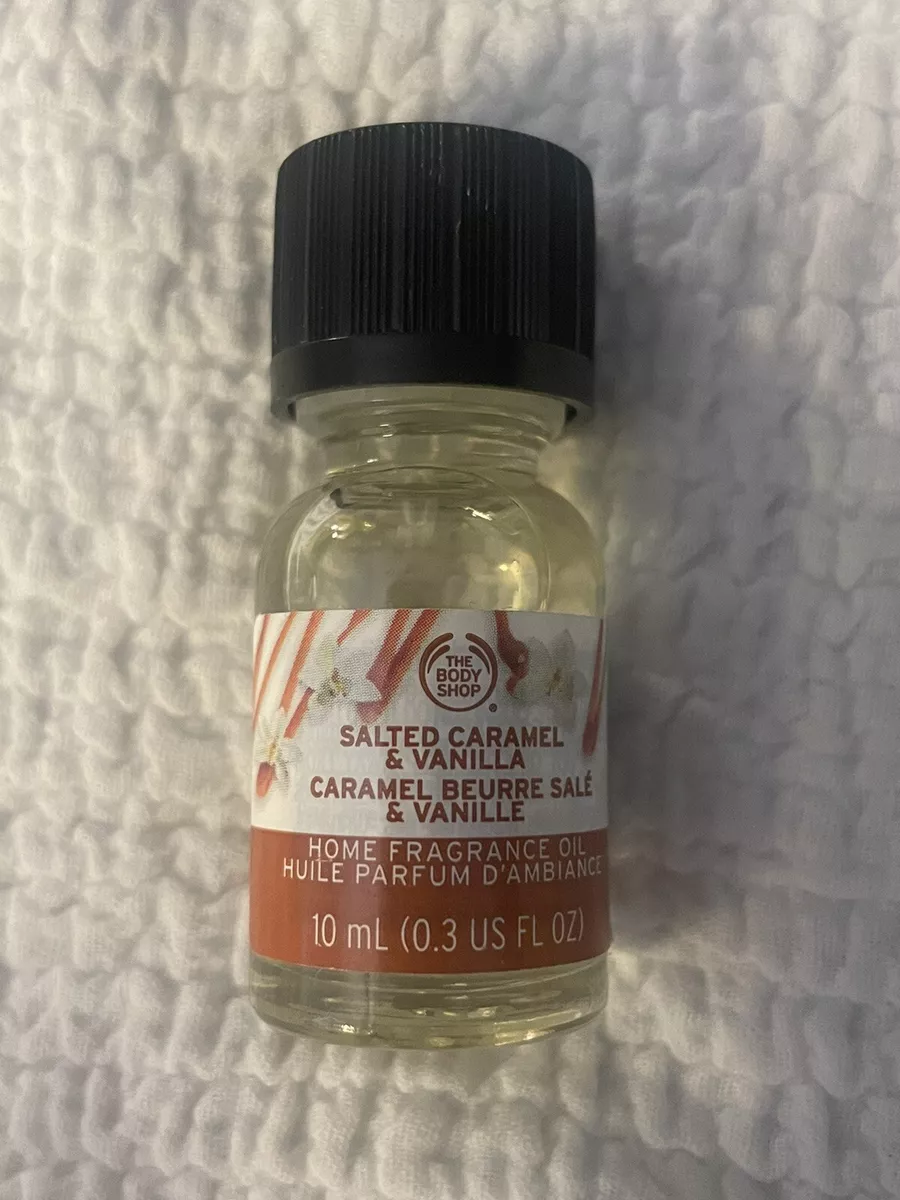 THE
BODY
SHOP
®
SALTED CARAMEL
& VANILLA
CARAMEL BEURRE SALÉ
& VANILLE
HOME FRAGRANCE OIL
HUILE PARFUM D'AMBIANCE
10 mL (0.3 US FL OZ)